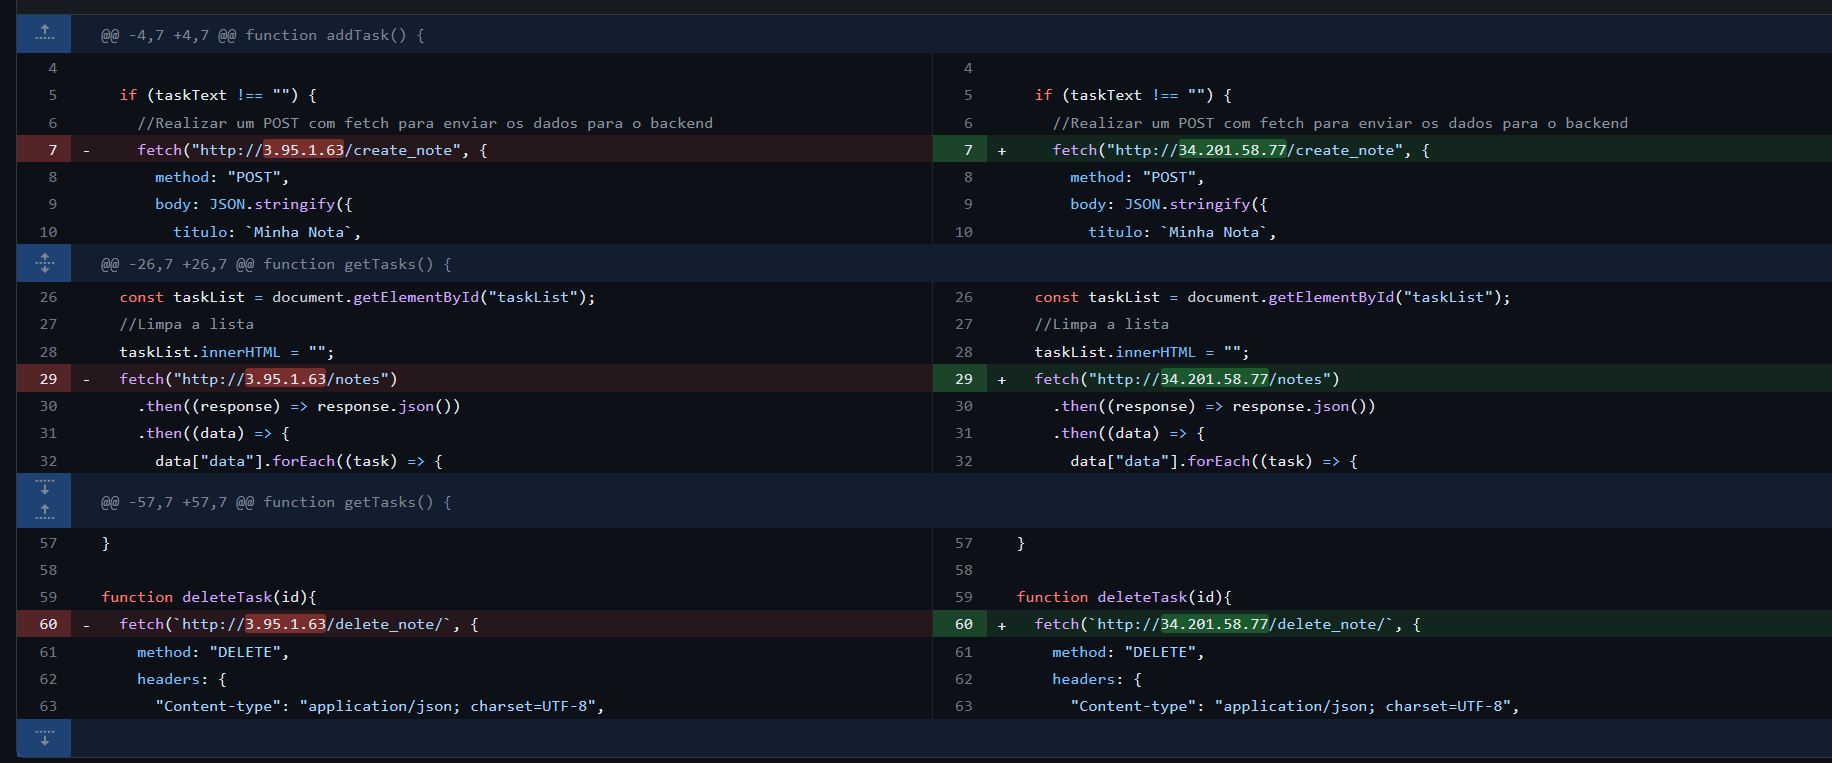 @@ -4,7 +4,7 @@ function addTask() {
4
4
5 if (taskText !== "") {
5 if (taskText !== "") {
6 //Realizar um POST com fetch para enviar os dados para o backend
6 //Realizar um POST com fetch para enviar os dados para o backend
7 - fetch("http://3.95.1.63/create_note", {
7 + fetch("http://34.201.58.77/create_note", {
8 method: "POST",
8 method: "POST",
9 body: JSON.stringify({
9 body: JSON.stringify({
10 titulo: `Minha Nota`,
10 titulo: `Minha Nota`,
@@ -26,7 +26,7 @@ function getTasks() {
26 const taskList = document.getElementById("taskList");
26 const taskList = document.getElementById("taskList");
27 //Limpa a lista
27 //Limpa a lista
28 taskList.innerHTML = "";
28 taskList.innerHTML = "";
29 - fetch("http://3.95.1.63/notes")
29 + fetch("http://34.201.58.77/notes")
30 .then((response) => response.json())
30 .then((response) => response.json())
31 .then((data) => {
31 .then((data) => {
32 data["data"].forEach((task) => {
32 data["data"].forEach((task) => {
@@ -57,7 +57,7 @@ function getTasks() {
57 }
57 }
58
58
59 function deleteTask(id){
59 function deleteTask(id){
60 - fetch(`http://3.95.1.63/delete_note/`, {
60 + fetch(`http://34.201.58.77/delete_note/`, {
61 method: "DELETE",
61 method: "DELETE",
62 headers: {
62 headers: {
63 "Content-type": "application/json; charset=UTF-8",
63 "Content-type": "application/json; charset=UTF-8",